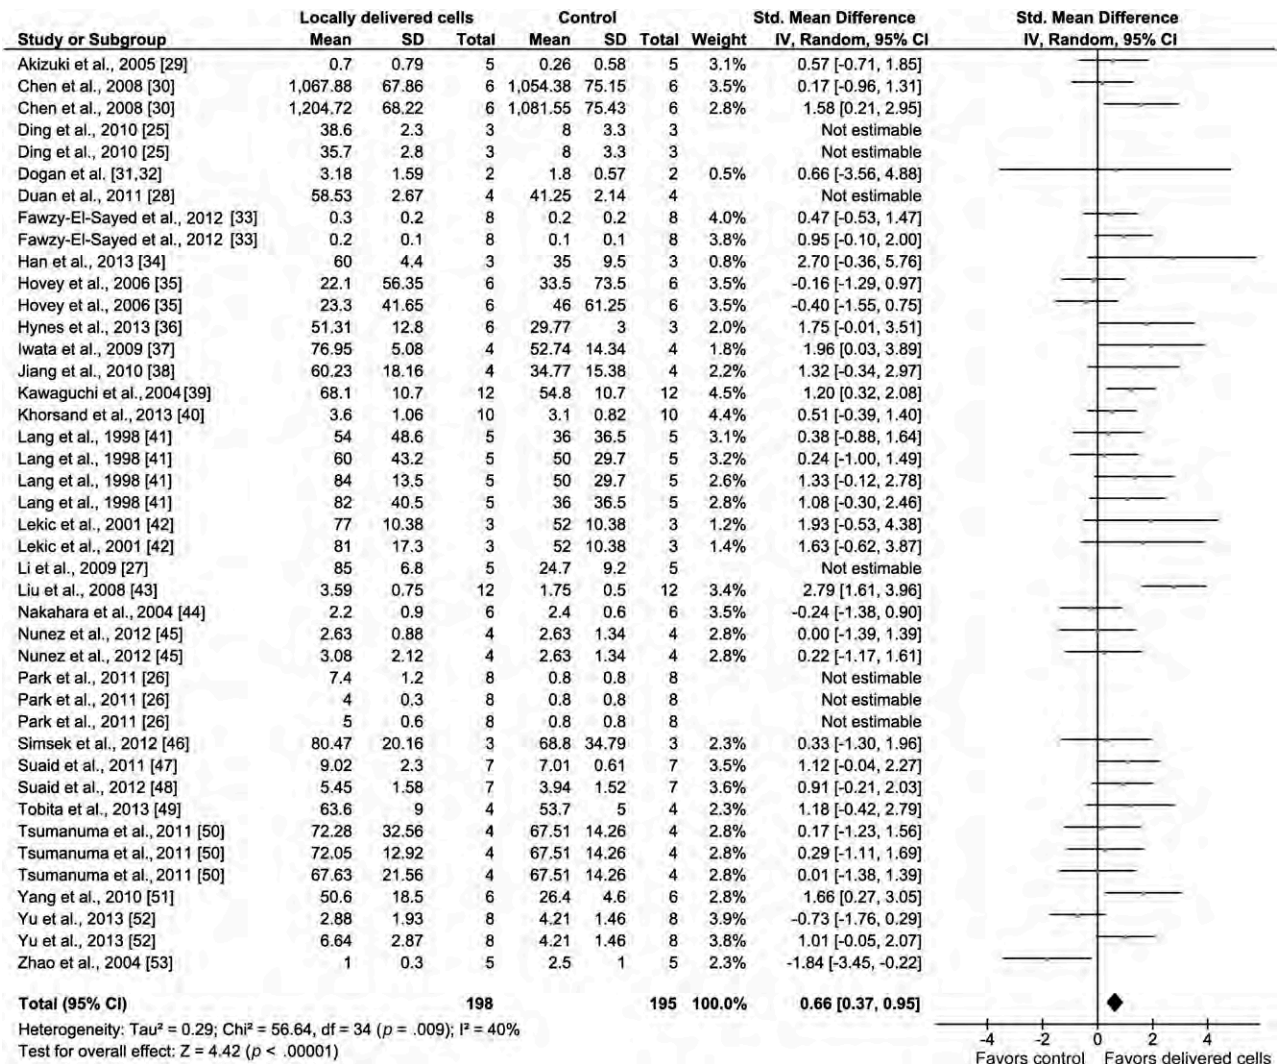 Locally delivered cells Control Std. Mean Difference Std. Mean Difference
Study or Subgroup Mean SD Total Mean SD Total Weight IV, Random, 95% CI IV, Random, 95% CI
Akizuki et al., 2005 [29] 0.7 0.79 5 0.26 0.58 5 3.1% 0.57 [-0.71, 1.85]
Chen et al., 2008 [30] 1,067.88 67.86 6 1,054.38 75.15 6 3.5% 0.17 [-0.96, 1.31]
Chen et al., 2008 [30] 1,204.72 68.22 6 1,081.55 75.43 6 2.8% 1.58 [0.21, 2.95]
Ding et al., 2010 [25] 38.6 2.3 3 8 3.3 3 Not estimable
Ding et al., 2010 [25] 35.7 2.8 3 8 3.3 3 Not estimable
Dogan et al. [31,32] 3.18 1.59 2 1.8 0.57 2 0.5% 0.66 [-3.56, 4.88]
Duan et al., 2011 [28] 58.53 2.67 4 41.25 2.14 4 Not estimable
Fawzy-El-Sayed et al., 2012 [33] 0.3 0.2 8 0.2 0.2 8 4.0% 0.47 [-0.53, 1.47]
Fawzy-El-Sayed et al., 2012 [33] 0.2 0.1 8 0.1 0.1 8 3.8% 0.95 [-0.10, 2.00]
Han et al., 2013 [34] 60 4.4 3 35 9.5 3 0.8% 2.70 [-0.36, 5.76]
Hovey et al., 2006 [35] 22.1 56.35 6 33.5 73.5 6 3.5% -0.16 [-1.29, 0.97]
Hovey et al., 2006 [35] 23.3 41.65 6 46 61.25 6 3.5% -0.40 [-1.55, 0.75]
Hynes et al., 2013 [36] 51.31 12.8 6 29.77 3 3 2.0% 1.75 [-0.01, 3.51]
Iwata et al., 2009 [37] 76.95 5.08 4 52.74 14.34 4 1.8% 1.96 [0.03, 3.89]
Jiang et al., 2010 [38] 60.23 18.16 4 34.77 15.38 4 2.2% 1.32 [-0.34, 2.97]
Kawaguchi et al., 2004 [39] 68.1 10.7 12 54.8 10.7 12 4.5% 1.20 [0.32, 2.08]
Khorsand et al., 2013 [40] 3.6 1.06 10 3.1 0.82 10 4.4% 0.51 [-0.39, 1.40]
Lang et al., 1998 [41] 54 48.6 5 36 36.5 5 3.1% 0.38 [-0.88, 1.64]
Lang et al., 1998 [41] 60 43.2 5 50 29.7 5 3.2% 0.24 [-1.00, 1.49]
Lang et al., 1998 [41] 84 13.5 5 50 29.7 5 2.6% 1.33 [-0.12, 2.78]
Lang et al., 1998 [41] 82 40.5 5 36 36.5 5 2.8% 1.08 [-0.30, 2.46]
Lekic et al., 2001 [42] 77 10.38 3 52 10.38 3 1.2% 1.93 [-0.53, 4.38]
Lekic et al., 2001 [42] 81 17.3 3 52 10.38 3 1.4% 1.63 [-0.62, 3.87]
Li et al., 2009 [27] 85 6.8 5 24.7 9.2 5 Not estimable
Liu et al., 2008 [43] 3.59 0.75 12 1.75 0.5 12 3.4% 2.79 [1.61, 3.96]
Nakahara et al., 2004 [44] 2.2 0.9 6 2.4 0.6 6 3.5% -0.24 [-1.38, 0.90]
Nunez et al., 2012 [45] 2.63 0.88 4 2.63 1.34 4 2.8% 0.00 [-1.39, 1.39]
Nunez et al., 2012 [45] 3.08 2.12 4 2.63 1.34 4 2.8% 0.22 [-1.17, 1.61]
Park et al., 2011 [26] 7.4 1.2 8 0.8 0.8 8 Not estimable
Park et al., 2011 [26] 4 0.3 8 0.8 0.8 8 Not estimable
Park et al., 2011 [26] 5 0.6 8 0.8 0.8 8 Not estimable
Simsek et al., 2012 [46] 80.47 20.16 3 68.8 34.79 3 2.3% 0.33 [-1.30, 1.96]
Suaid et al., 2011 [47] 9.02 2.3 7 7.01 0.61 7 3.5% 1.12 [-0.04, 2.27]
Suaid et al., 2012 [48] 5.45 1.58 7 3.94 1.52 7 3.6% 0.91 [-0.21, 2.03]
Tobita et al., 2013 [49] 63.6 9 4 53.7 5 4 2.3% 1.18 [-0.42, 2.79]
Tsumanuma et al., 2011 [50] 72.28 32.56 4 67.51 14.26 4 2.8% 0.17 [-1.23, 1.56]
Tsumanuma et al., 2011 [50] 72.05 12.92 4 67.51 14.26 4 2.8% 0.29 [-1.11, 1.69]
Tsumanuma et al., 2011 [50] 67.63 21.56 4 67.51 14.26 4 2.8% 0.01 [-1.38, 1.39]
Yang et al., 2010 [51] 50.6 18.5 6 26.4 4.6 6 2.8% 1.66 [0.27, 3.05]
Yu et al., 2013 [52] 2.88 1.93 8 4.21 1.46 8 3.9% -0.73 [-1.76, 0.29]
Yu et al., 2013 [52] 6.64 2.87 8 4.21 1.46 8 3.8% 1.01 [-0.05, 2.07]
Zhao et al., 2004 [53] 1 0.3 5 2.5 1 5 2.3% -1.84 [-3.45, -0.22]
Total (95% CI) 198 195 100.0% 0.66 [0.37, 0.95]
Heterogeneity: Tau² = 0.29; Chi² = 56.64, df = 34 (p = .009); I² = 40%
Test for overall effect: Z = 4.42 (p < .00001)
-4 -2 0 2 4
Favors control Favors delivered cells